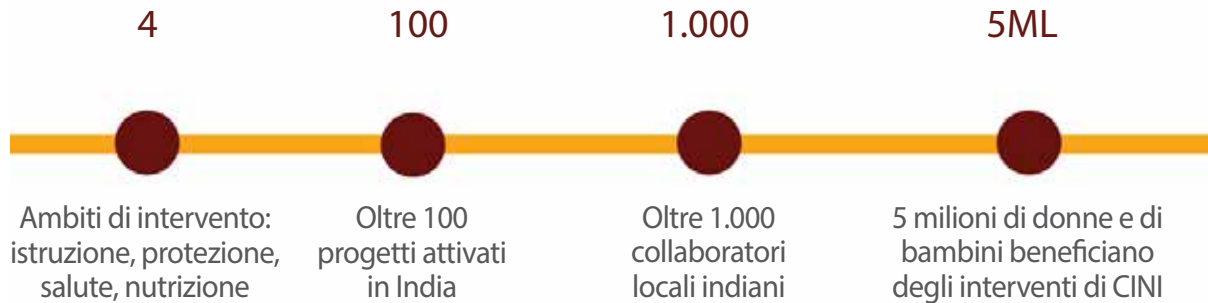 4
100
1.000
5ML
Ambiti di intervento:
istruzione, protezione,
salute, nutrizione
Oltre 100
progetti attivati
in India
Oltre 1.000
collaboratori
locali indiani
5 milioni di donne e di
bambini beneficiano
degli interventi di CINI